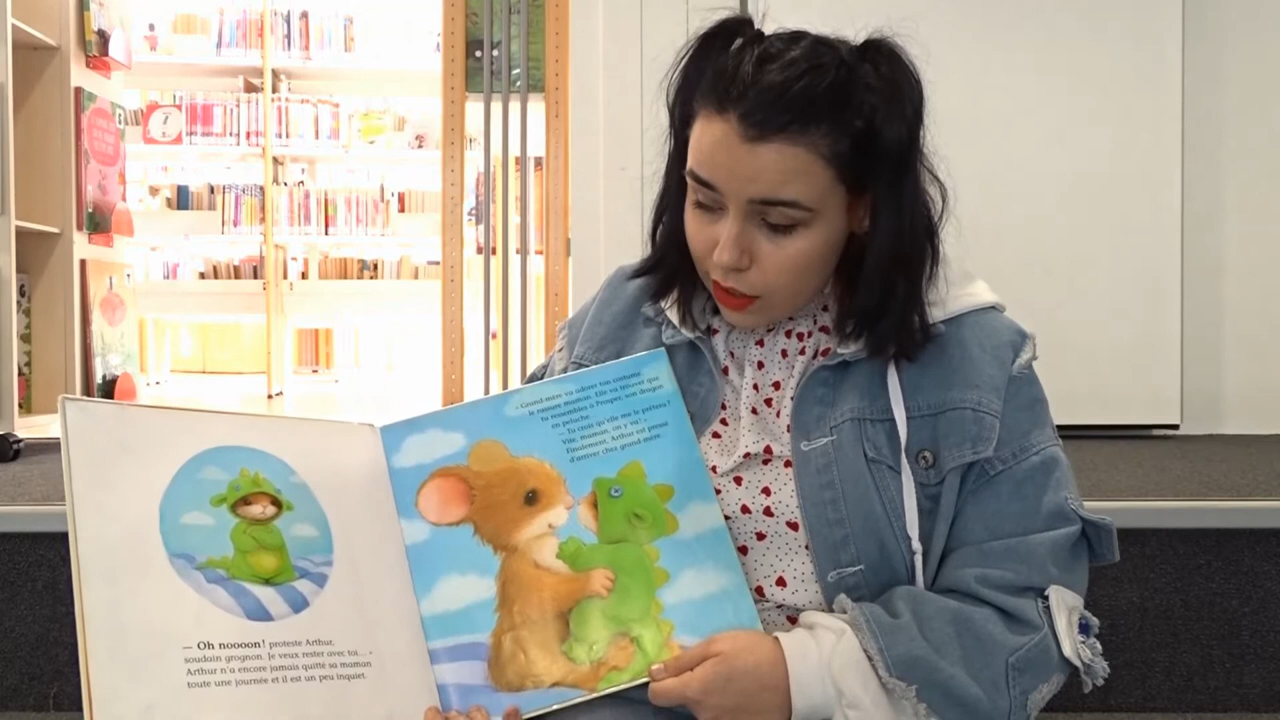 — Oh nooooon! proteste Arthur,
soudain grognon. Je veux rester avec toi... »
Arthur n'a encore jamais quitté sa maman
toute une journée et il est un peu inquiet.
« Grand-mère va adorer ton costume,
le rassure maman. Elle va trouver que
tu ressembles à Prosper, son dragon
en peluche.
— Tu crois qu'elle me le prêtera ?
Vite, maman, on y va ! »
Finalement, Arthur est pressé
d'arriver chez grand-mère.